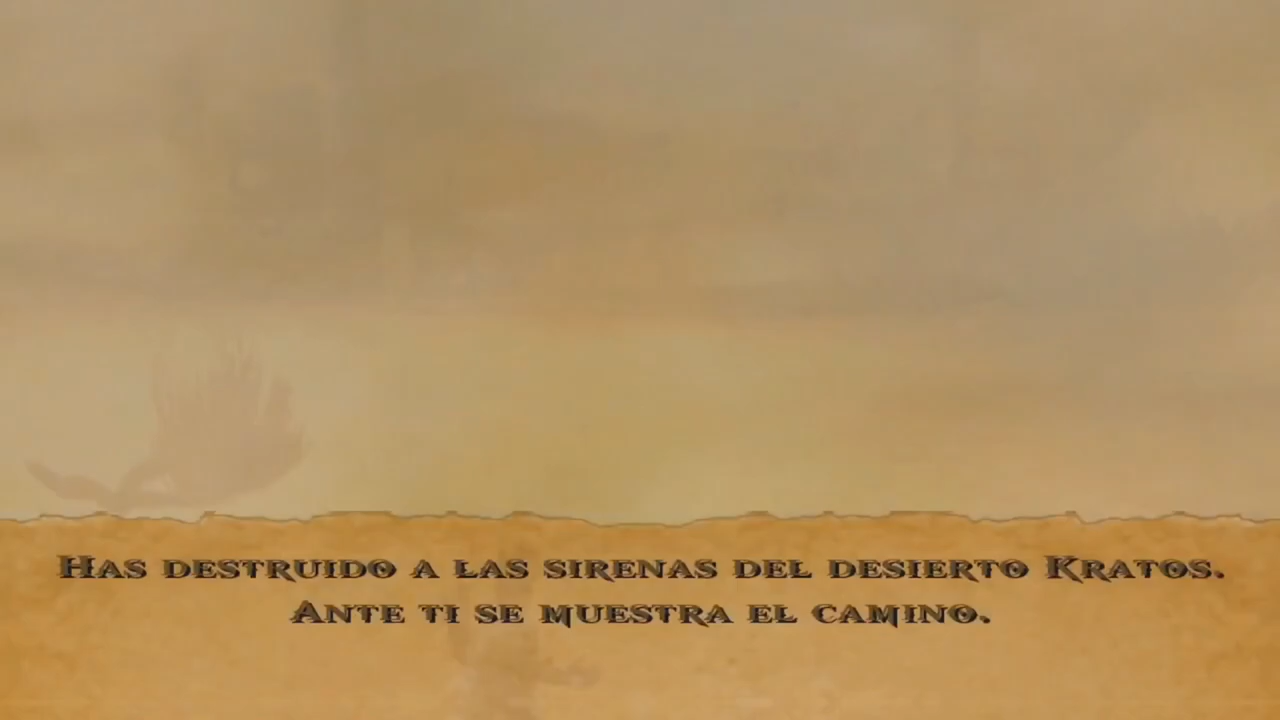 Has destruido a las sirenas del desierto Kratos.
Ante ti se muestra el camino.